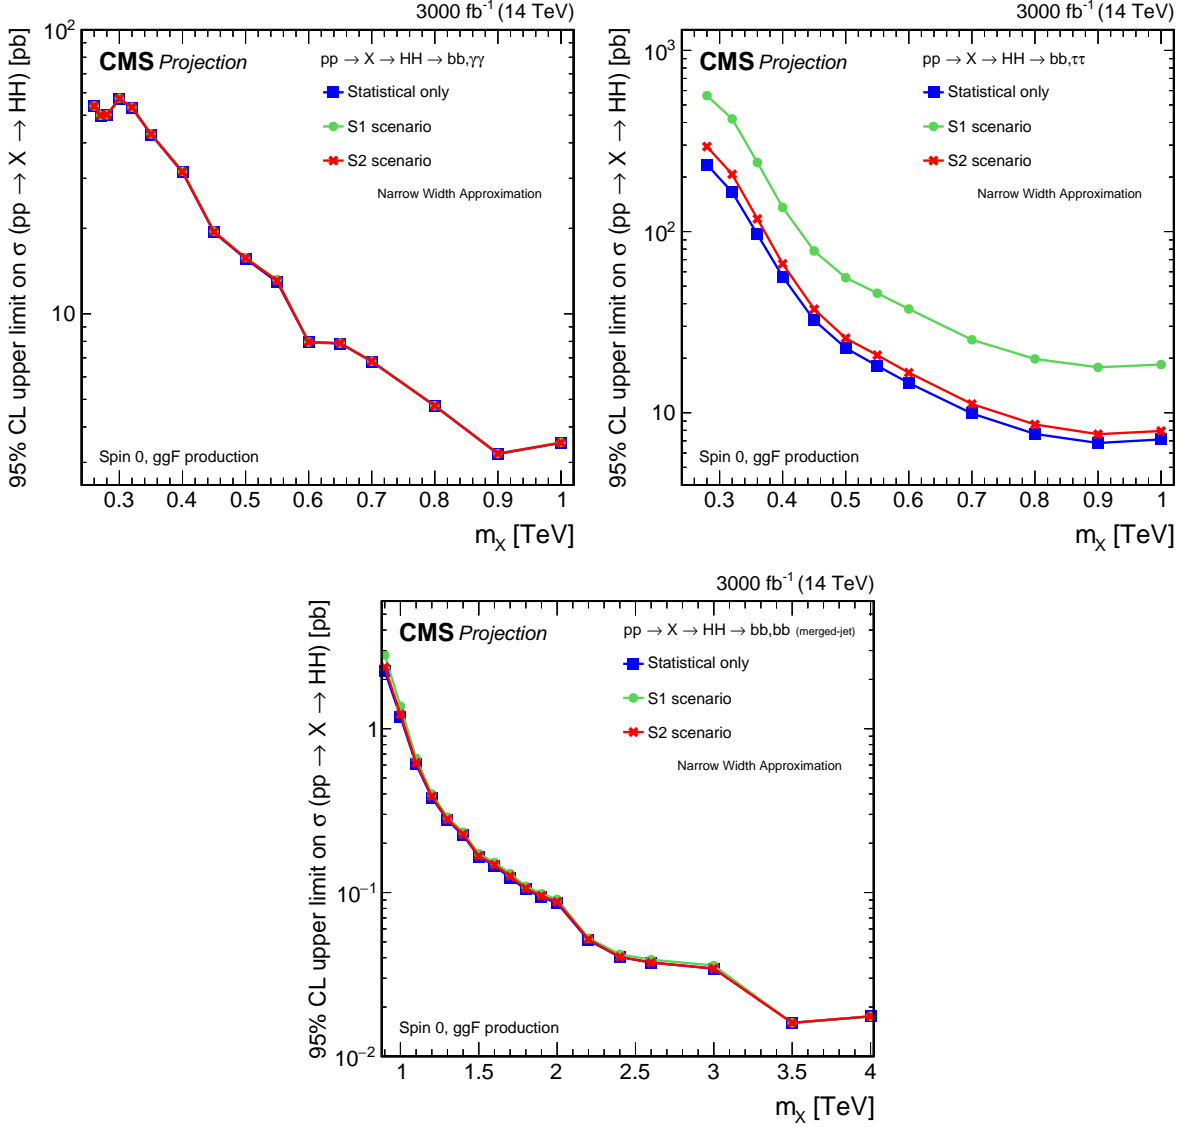 3000 fb⁻¹ (14 TeV)
95% CL upper limit on σ (pp → X → HH) [pb]
10²
10
CMS Projection
pp → X → HH → bb,γγ
Statistical only
S1 scenario
S2 scenario
Narrow Width Approximation
Spin 0, ggF production
0.3 0.4 0.5 0.6 0.7 0.8 0.9 1
m_X [TeV]
3000 fb⁻¹ (14 TeV)
95% CL upper limit on σ (pp → X → HH) [pb]
10³
10²
10
CMS Projection
pp → X → HH → bb,ττ
Statistical only
S1 scenario
S2 scenario
Narrow Width Approximation
Spin 0, ggF production
0.3 0.4 0.5 0.6 0.7 0.8 0.9 1
m_X [TeV]
3000 fb⁻¹ (14 TeV)
95% CL upper limit on σ (pp → X → HH) [pb]
1
10⁻¹
10⁻²
CMS Projection
pp → X → HH → bb,bb (merged-jet)
Statistical only
S1 scenario
S2 scenario
Narrow Width Approximation
Spin 0, ggF production
1 1.5 2 2.5 3 3.5 4
m_X [TeV]